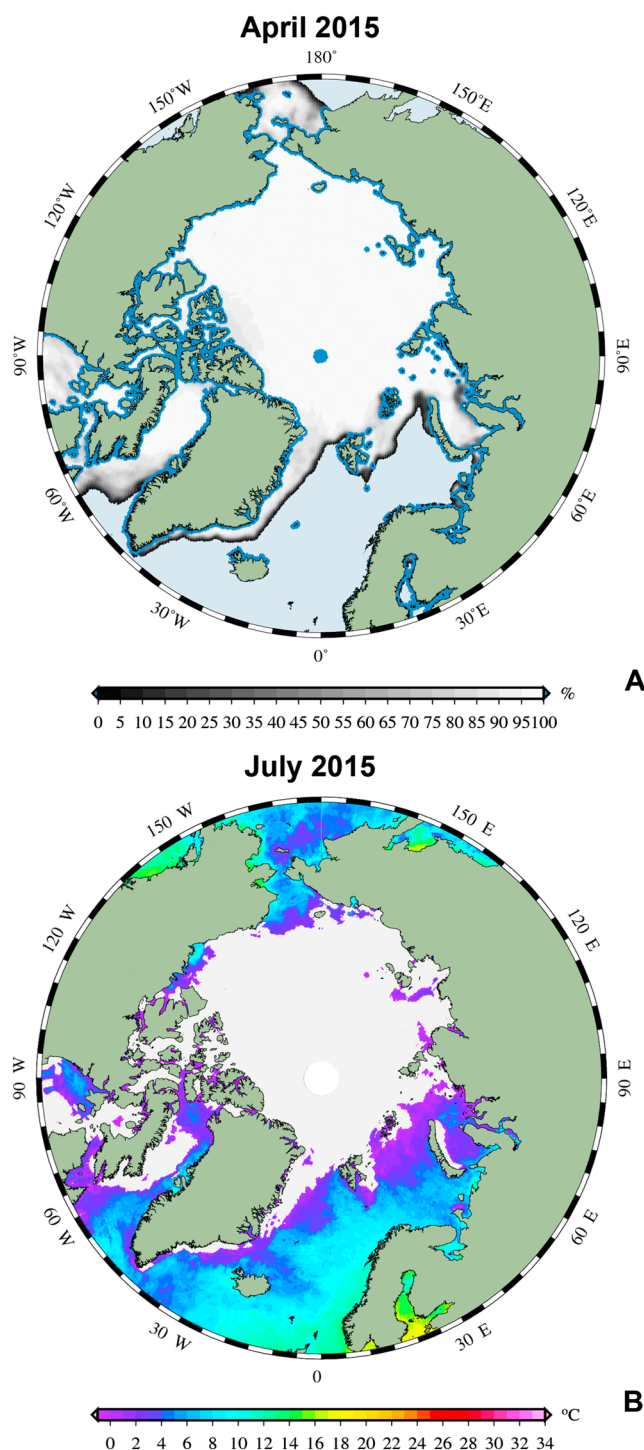 April 2015
180°
150°W
150°E
120°W
120°E
90°W
90°E
60°W
60°E
30°W
30°E
0°
A
%
0 5 10 15 20 25 30 35 40 45 50 55 60 65 70 75 80 85 90 95 100
July 2015
150 W
150 E
120 W
120 E
90 W
90 E
60 W
60 E
30 W
30 E
0
B
ºC
0 2 4 6 8 10 12 14 16 18 20 22 24 26 28 30 32 34